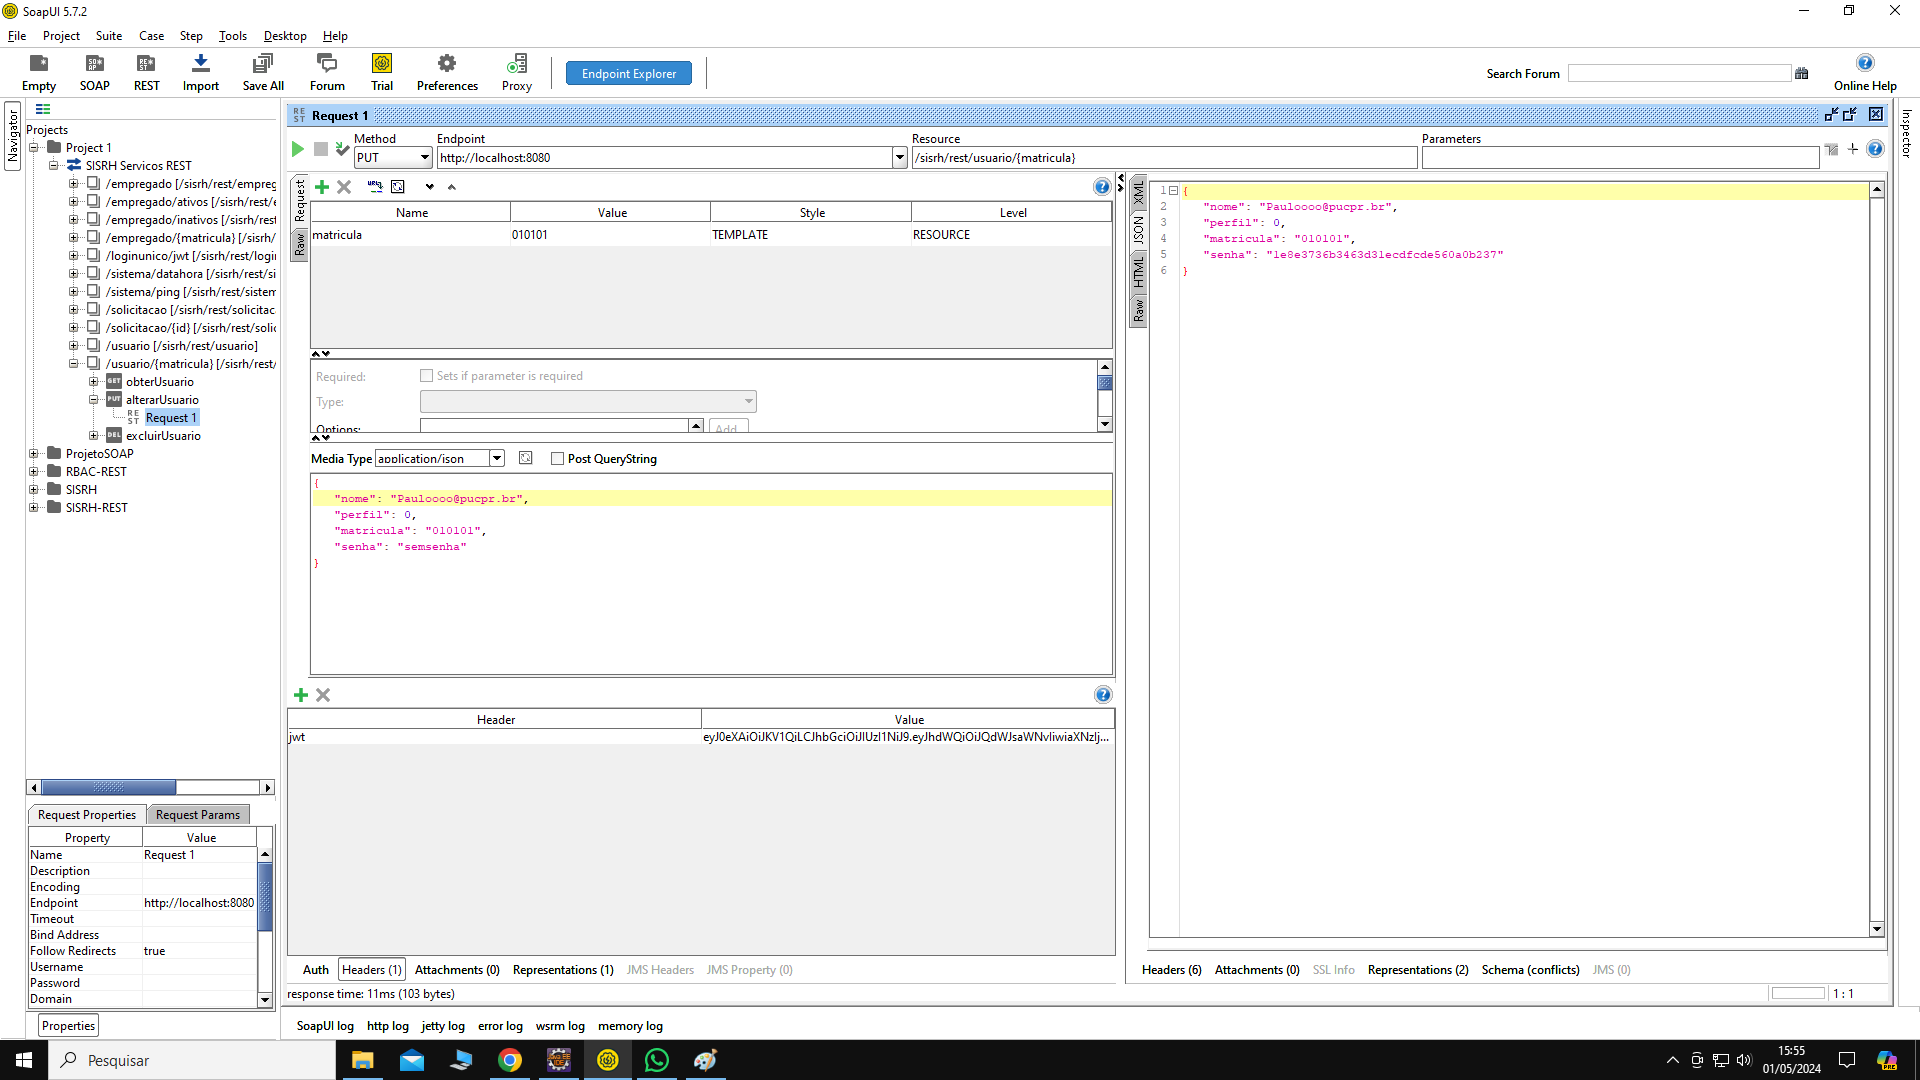 SoapUI 5.7.2
File Project Suite Case Step Tools Desktop Help
Empty SOAP REST Import Save All Forum Trial Preferences Proxy
Endpoint Explorer
Search Forum
Online Help
Navigator
Projects
Project 1
SISRH Servicos REST
/empregado [/sisrh/rest/empreg
/empregado/ativos [/sisrh/rest/e
/empregado/inativos [/sisrh/rest
/empregado/{matricula} [/sisrh/
/loginunico/jwt [/sisrh/rest/logi
/sistema/datahora [/sisrh/rest/si
/sistema/ping [/sisrh/rest/sistem
/solicitacao [/sisrh/rest/solicitac
/solicitacao/{id} [/sisrh/rest/solic
/usuario [/sisrh/rest/usuario]
/usuario/{matricula} [/sisrh/rest/
GET obterUsuario
PUT alterarUsuario
REST Request 1
DEL excluirUsuario
ProjetoSOAP
RBAC-REST
SISRH
SISRH-REST
Request Properties Request Params
Property Value
Name Request 1
Description
Encoding
Endpoint http://localhost:8080
Timeout
Bind Address
Follow Redirects true
Username
Password
Domain
Properties
REST Request 1
Method Endpoint Resource Parameters
PUT http://localhost:8080 /sisrh/rest/usuario/{matricula}
Request
Raw
Name Value Style Level
matricula 010101 TEMPLATE RESOURCE
Required: Sets if parameter is required
Type:
Options: Add
Media Type application/json Post QueryString
{
"nome": "Pauloooo@pucpr.br",
"perfil": 0,
"matricula": "010101",
"senha": "semsenha"
}
Header Value
jwt eyJ0eXAiOiJKV1QiLCJhbGciOiJIUzI1NiJ9.eyJhdWQiOiJQdWJsaWNvIiwiaXNzIj...
Auth Headers (1) Attachments (0) Representations (1) JMS Headers JMS Property (0)
response time: 11ms (103 bytes)
XML
JSON
HTML
Raw
1 {
2 "nome": "Pauloooo@pucpr.br",
3 "perfil": 0,
4 "matricula": "010101",
5 "senha": "1e8e3736b3463d31ecdfcde560a0b237"
6 }
Headers (6) Attachments (0) SSL Info Representations (2) Schema (conflicts) JMS (0)
1 : 1
Inspector
SoapUI log http log jetty log error log wsrm log memory log
Pesquisar
15:55
01/05/2024